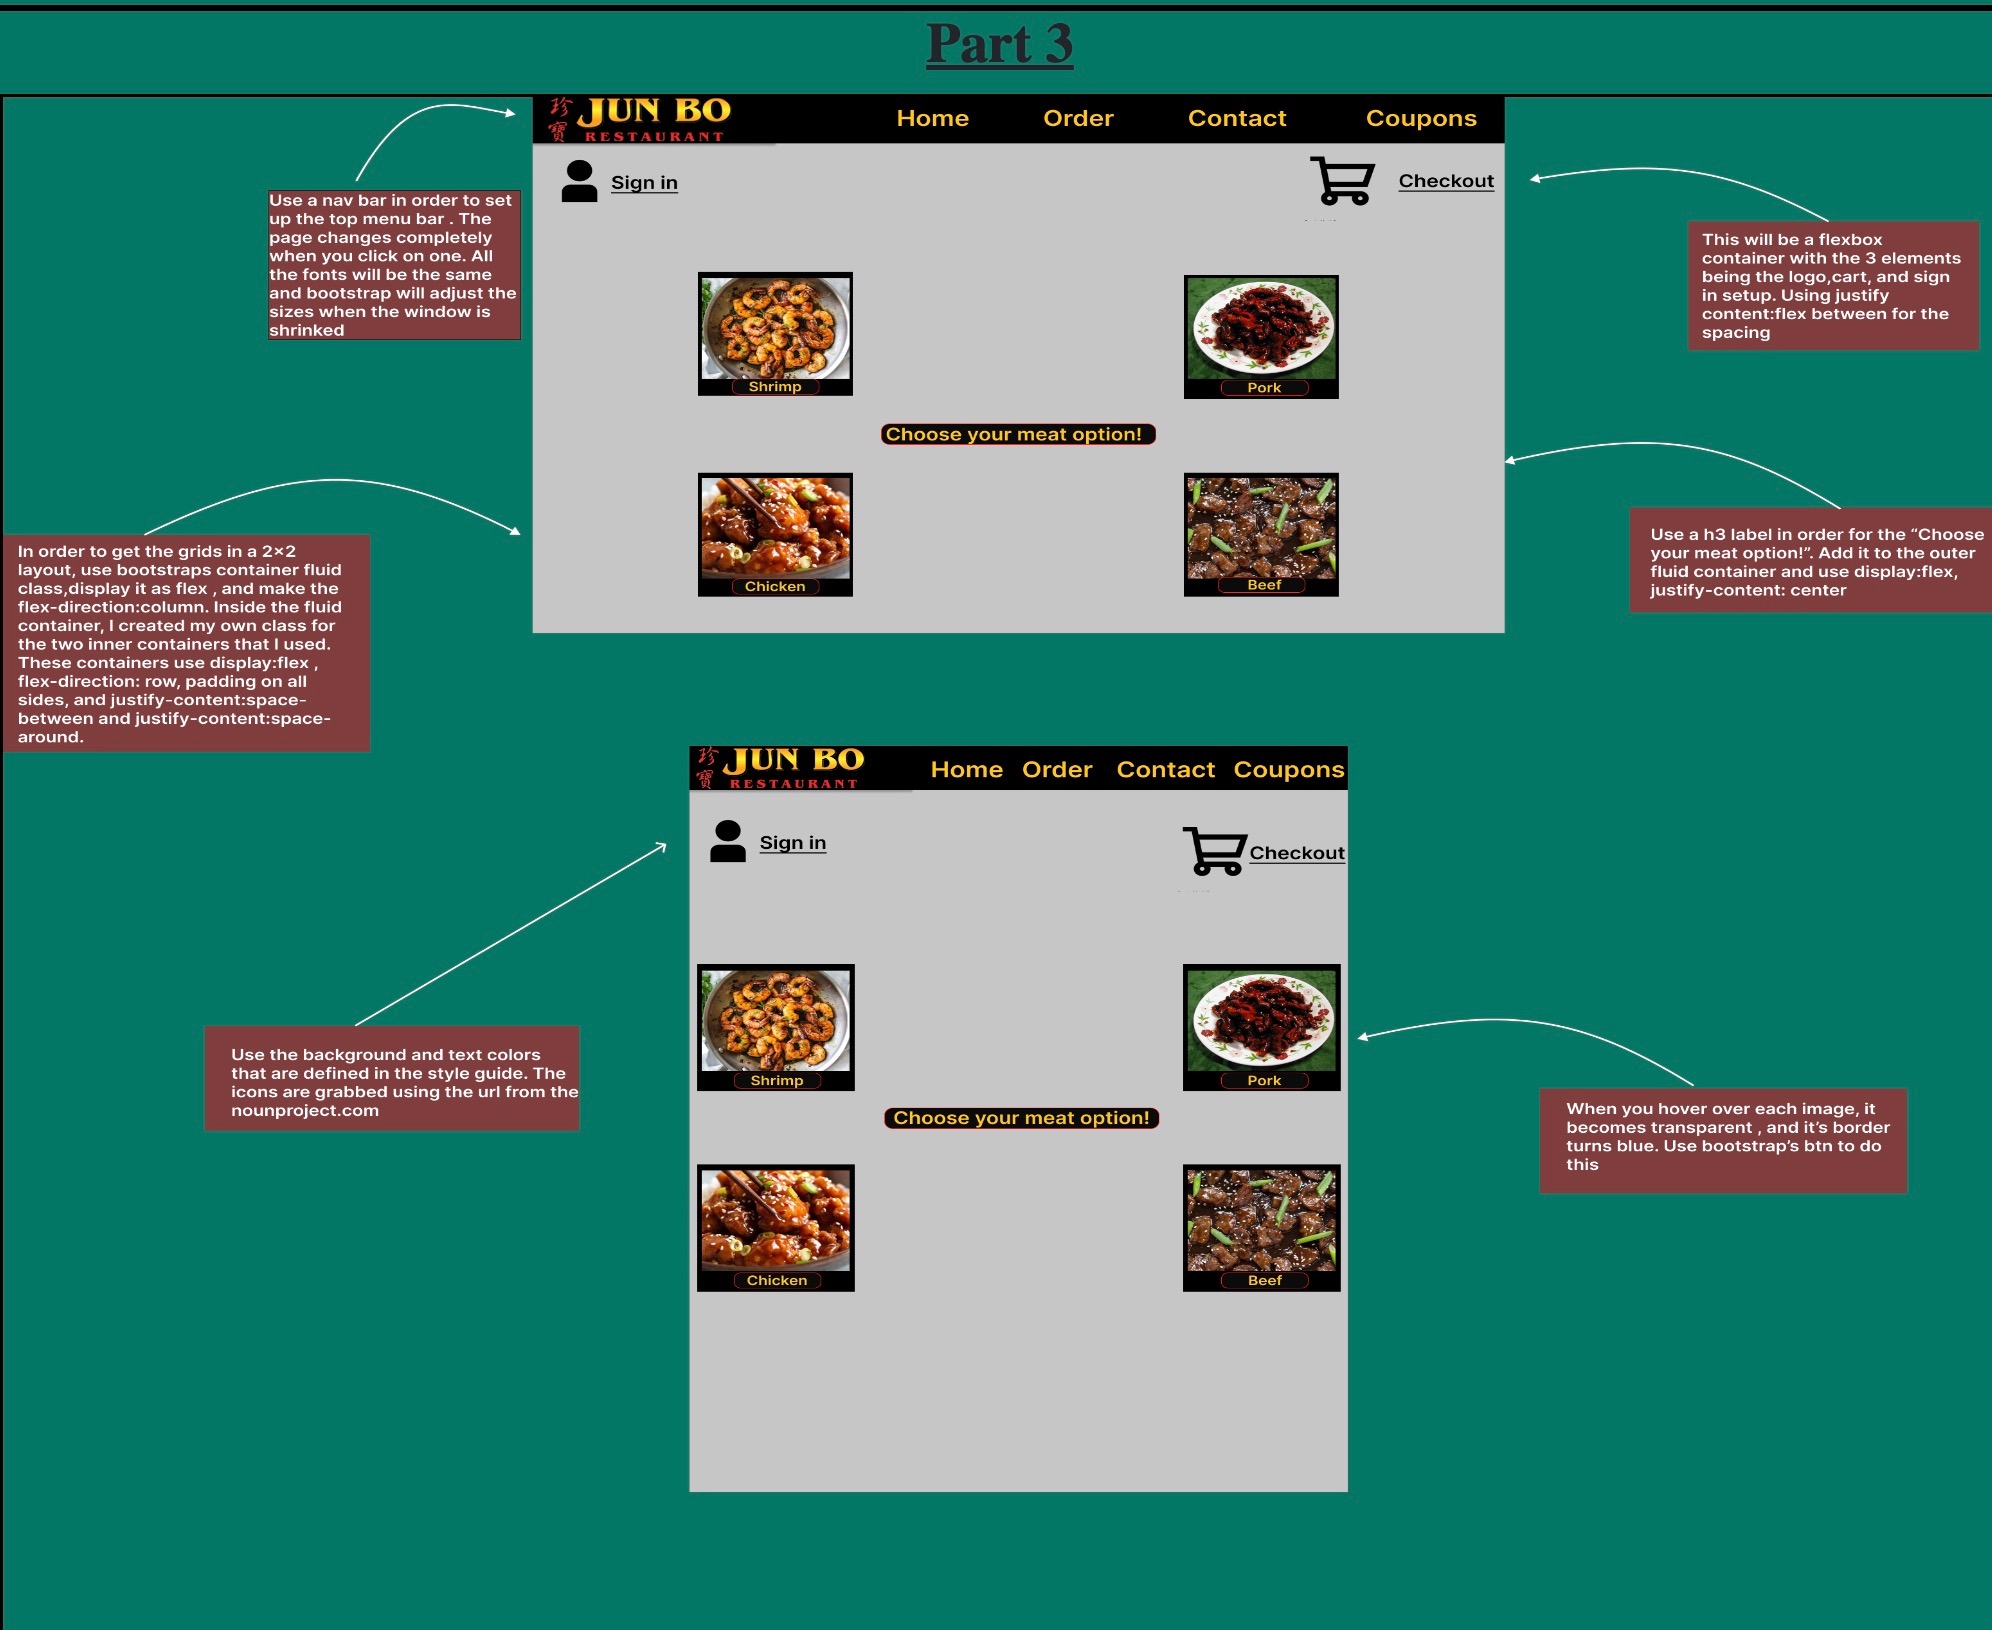 Part 3
珍 JUN BO
寶 RESTAURANT
Home Order Contact Coupons
Sign in
Checkout
Use a nav bar in order to set
up the top menu bar . The
page changes completely
when you click on one. All
the fonts will be the same
and bootstrap will adjust the
sizes when the window is
shrinked
This will be a flexbox
container with the 3 elements
being the logo,cart, and sign
in setup. Using justify
content:flex between for the
spacing
Shrimp
Pork
Choose your meat option!
Chicken
Beef
In order to get the grids in a 2×2
layout, use bootstraps container fluid
class,display it as flex , and make the
flex-direction:column. Inside the fluid
container, I created my own class for
the two inner containers that I used.
These containers use display:flex ,
flex-direction: row, padding on all
sides, and justify-content:space-
between and justify-content:space-
around.
Use a h3 label in order for the “Choose
your meat option!”. Add it to the outer
fluid container and use display:flex,
justify-content: center
珍 JUN BO
寶 RESTAURANT
Home Order Contact Coupons
Sign in
Checkout
Shrimp
Pork
Choose your meat option!
Chicken
Beef
Use the background and text colors
that are defined in the style guide. The
icons are grabbed using the url from the
nounproject.com
When you hover over each image, it
becomes transparent , and it’s border
turns blue. Use bootstrap’s btn to do
this